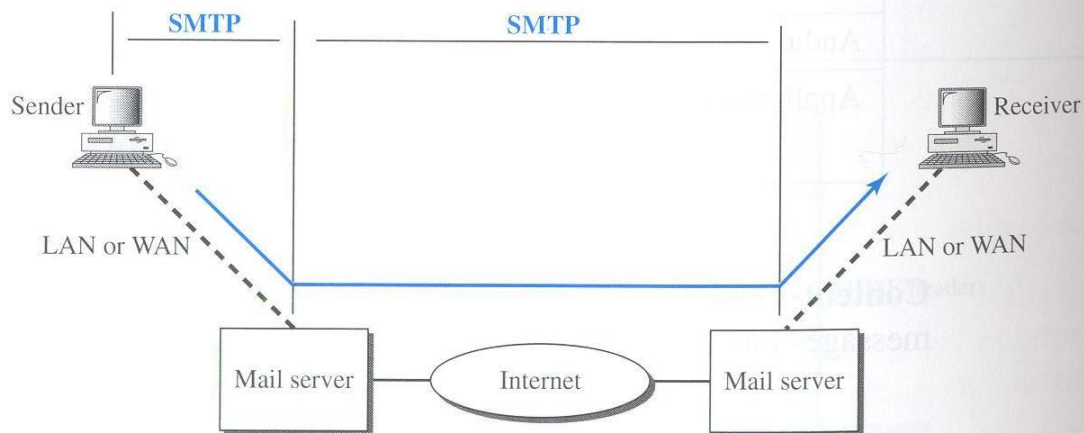 SMTP
SMTP
Sender
Receiver
LAN or WAN
LAN or WAN
Mail server
Internet
Mail server